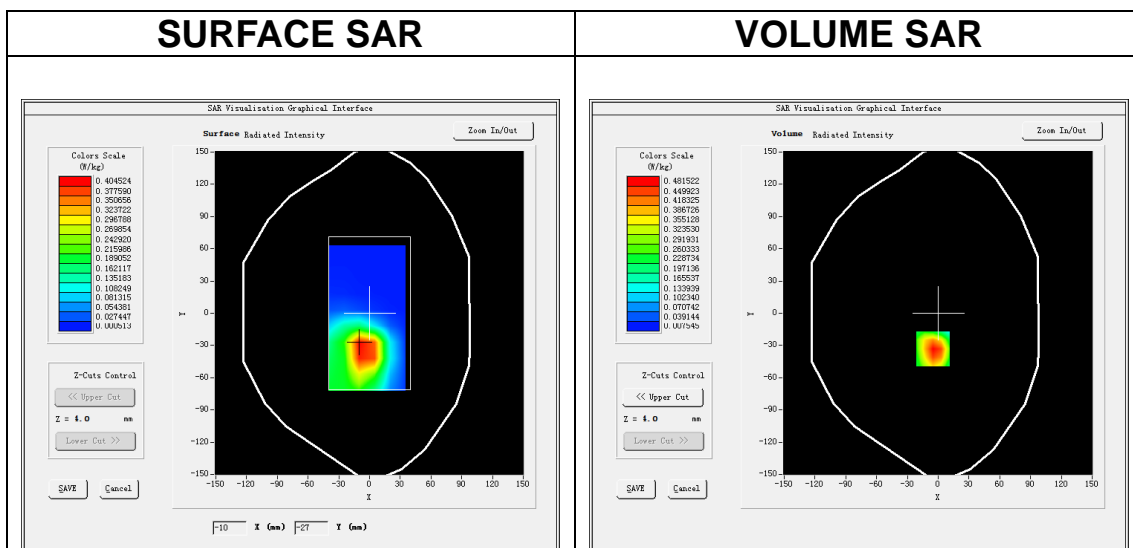 SURFACE SAR
VOLUME SAR
SAR Visualisation Graphical Interface
Surface Radiated Intensity
Zoom In/Out
Colors Scale
(W/kg)
0.404524
0.377590
0.350656
0.323722
0.296788
0.269854
0.242920
0.215986
0.189052
0.162117
0.135183
0.108249
0.081315
0.054381
0.027447
0.000513
Z-Cuts Control
<< Upper Cut
Z = 4.0 mm
Lower Cut >>
SAVE
Cancel
150
120
90
60
30
0
-30
-60
-90
-120
-150
Y
-150 -120 -90 -60 -30 0 30 60 90 120 150
X
-10 X (mm) -27 Y (mm)
SAR Visualisation Graphical Interface
Volume Radiated Intensity
Zoom In/Out
Colors Scale
(W/kg)
0.481522
0.449923
0.418325
0.386726
0.355128
0.323530
0.291931
0.260333
0.228734
0.197136
0.165537
0.133939
0.102340
0.070742
0.039144
0.007545
Z-Cuts Control
<< Upper Cut
Z = 4.0 mm
Lower Cut >>
SAVE
Cancel
150
120
90
60
30
0
-30
-60
-90
-120
-150
Y
-150 -120 -90 -60 -30 0 30 60 90 120 150
X